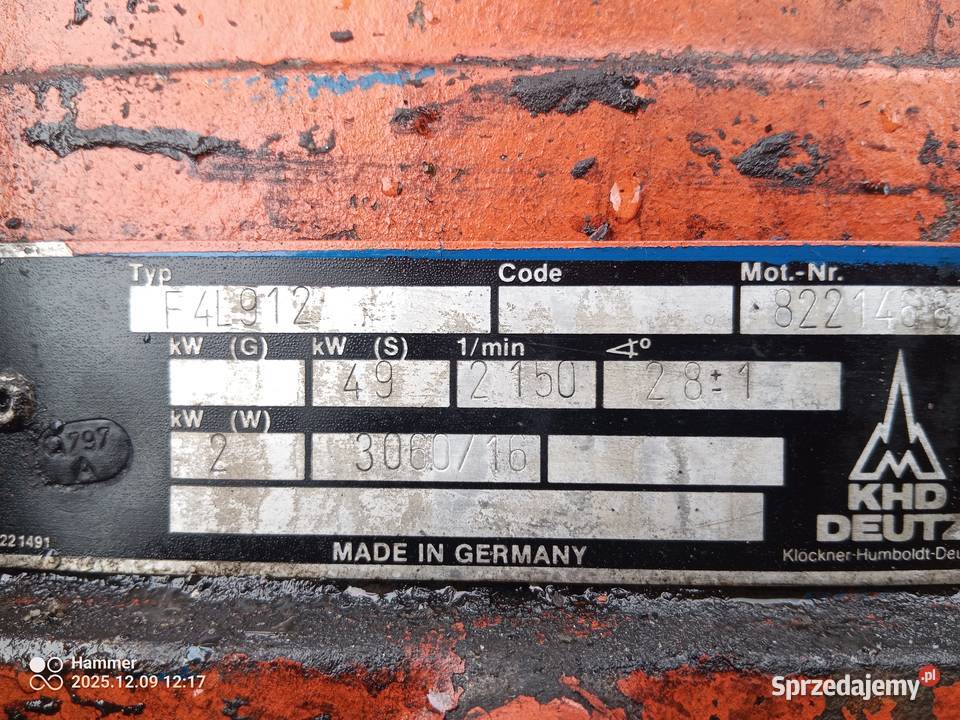 Typ Code Mot.-Nr.
F4L912
kW (G) kW (S) 1/min ∢°
49 2150 28±1
kW (W)
2 3060/16
797
A
KHD
DEUTZ
221491
MADE IN GERMANY
Klöckner-Humboldt-Deu
Hammer
2025.12.09 12:17
Sprzedajemy.pl